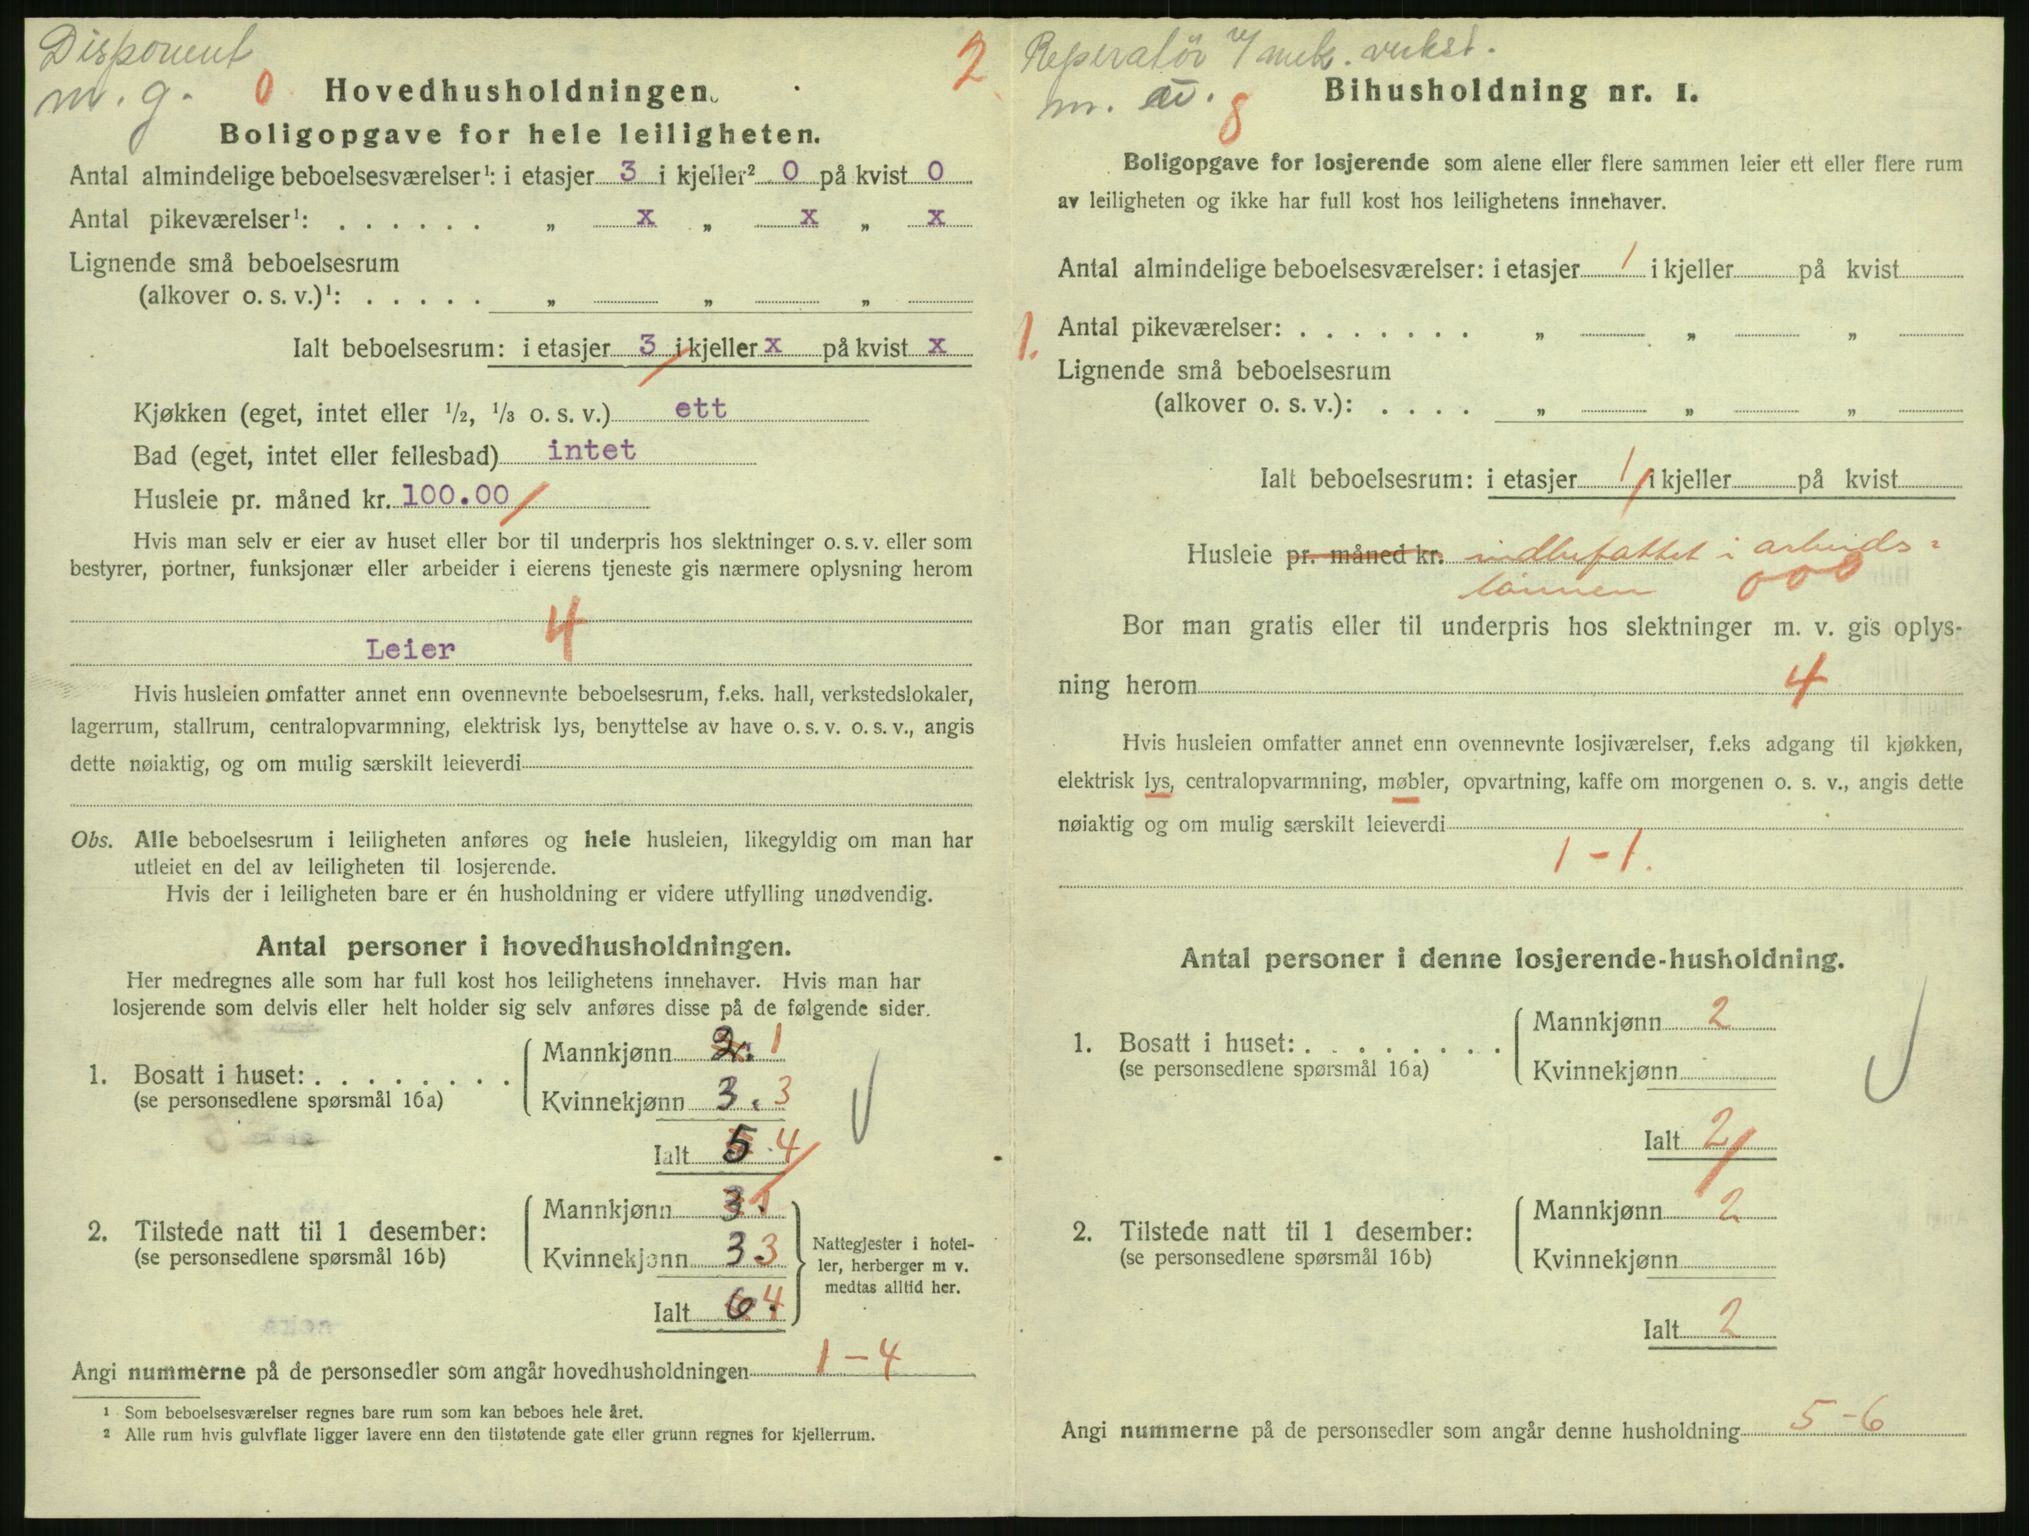 Disponent
m. g. 0 2
Hovedhusholdningen.
Boligopgave for hele leiligheten.
Antal almindelige beboelsesværelser¹: i etasjer 3 i kjeller² 0 på kvist 0
Antal pikeværelser¹: . . . . . . „ x „ x „ x
Lignende små beboelsesrum
(alkover o. s. v.)¹: . . . . . „ „ „
Ialt beboelsesrum: i etasjer 3 i kjeller x på kvist x
Kjøkken (eget, intet eller 1/2, 1/3 o. s. v.) ett
Bad (eget, intet eller fellesbad) intet
Husleie pr. måned kr. 100.00
Hvis man selv er eier av huset eller bor til underpris hos slektninger o. s. v. eller som
bestyrer, portner, funksjonær eller arbeider i eierens tjeneste gis nærmere oplysning herom
4
Leier
Hvis husleien omfatter annet enn ovennevnte beboelsesrum, f.eks. hall, verkstedslokaler,
lagerrum, stallrum, centralopvarmning, elektrisk lys, benyttelse av have o. s. v. o. s. v., angis
dette nøiaktig, og om mulig særskilt leieverdi
Obs. Alle beboelsesrum i leiligheten anføres og hele husleien, likegyldig om man har
utleiet en del av leiligheten til losjerende.
Hvis der i leiligheten bare er én husholdning er videre utfylling unødvendig.
Antal personer i hovedhusholdningen.
Her medregnes alle som har full kost hos leilighetens innehaver. Hvis man har
losjerende som delvis eller helt holder sig selv anføres disse på de følgende sider.
Mannkjønn 2. 1
1. Bosatt i huset: . . . . . . . .
(se personsedlene spørsmål 16a)
Kvinnekjønn 3. 3
Ialt 5 . 4
Mannkjønn 3. 1
2. Tilstede natt til 1 desember:
(se personsedlene spørsmål 16b)
Kvinnekjønn 3 3
Ialt 6. 4
Nattegjester i hotel-
ler, herberger m v.
medtas alltid her.
Angi nummerne på de personsedler som angår hovedhusholdningen 1 - 4
¹ Som beboelsesværelser regnes bare rum som kan beboes hele året.
² Alle rum hvis gulvflate ligger lavere enn den tilstøtende gate eller grunn regnes for kjellerrum.
Reperatör v/ mek. verkst.
m. av. 8
Bihusholdning nr. 1.
Boligopgave for losjerende som alene eller flere sammen leier ett eller flere rum
av leiligheten og ikke har full kost hos leilighetens innehaver.
Antal almindelige beboelsesværelser: i etasjer 1 i kjeller på kvist
1. Antal pikeværelser: . . . . . . . „ „ „
Lignende små beboelsesrum
(alkover o. s. v.): . . . . „ „ „
Ialt beboelsesrum: i etasjer 1 i kjeller på kvist
Husleie pr. måned kr. indbefattet i arbeids-
lønnen 000
Bor man gratis eller til underpris hos slektninger m. v. gis oplys-
ning herom 4
Hvis husleien omfatter annet enn ovennevnte losjiværelser, f.eks adgang til kjøkken,
elektrisk lys, centralopvarmning, møbler, opvartning, kaffe om morgenen o. s. v., angis dette
nøiaktig og om mulig særskilt leieverdi
1 - 1.
Antal personer i denne losjerende-husholdning.
Mannkjønn 2
1. Bosatt i huset: . . . . . . . .
(se personsedlene spørsmål 16a)
Kvinnekjønn
Ialt 2
Mannkjønn 2
2. Tilstede natt til 1 desember:
(se personsedlene spørsmål 16b)
Kvinnekjønn
Ialt 2
Angi nummerne på de personsedler som angår denne husholdning 5 - 6